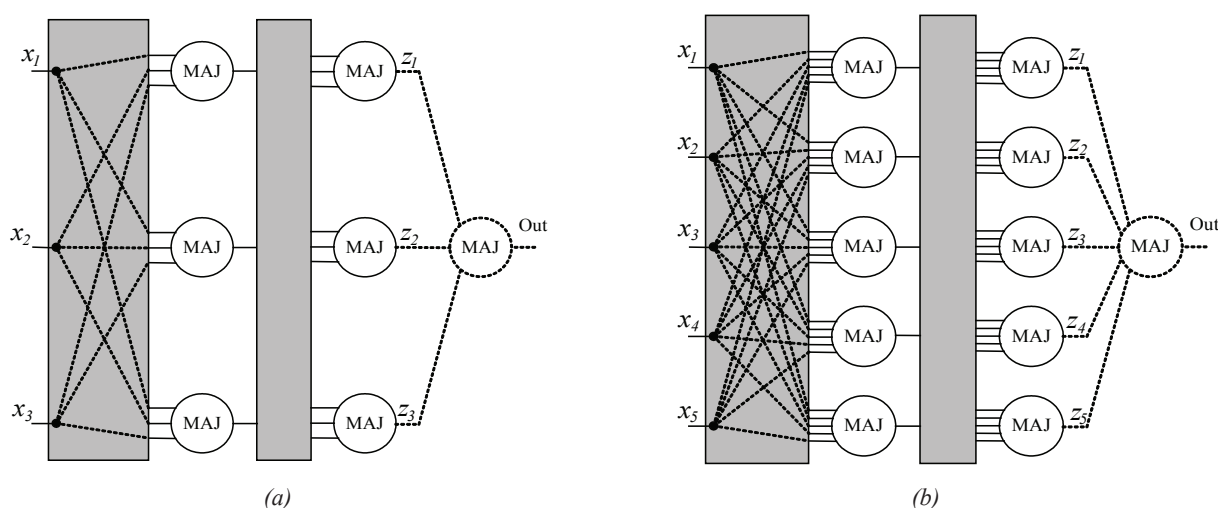 x1 MAJ MAJ z1
x2 MAJ MAJ z2 MAJ Out
x3 MAJ MAJ z3
(a)
x1 MAJ MAJ z1
x2 MAJ MAJ z2
x3 MAJ MAJ z3 MAJ Out
x4 MAJ MAJ z4
x5 MAJ MAJ z5
(b)